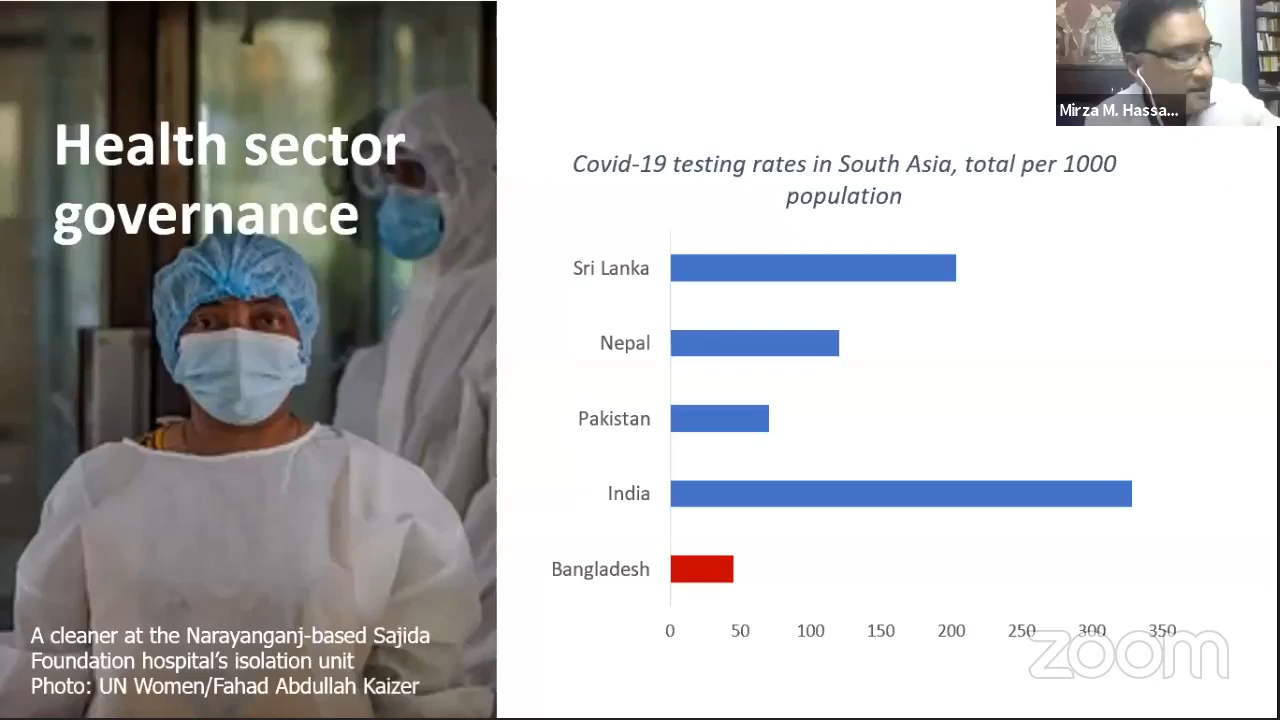 Health sector
governance
A cleaner at the Narayanganj-based Sajida
Foundation hospital's isolation unit
Photo: UN Women/Fahad Abdullah Kaizer
Mirza M. Hassa...
Covid-19 testing rates in South Asia, total per 1000
population
Sri Lanka
Nepal
Pakistan
India
Bangladesh
0 50 100 150 200 250 300 350
zoom